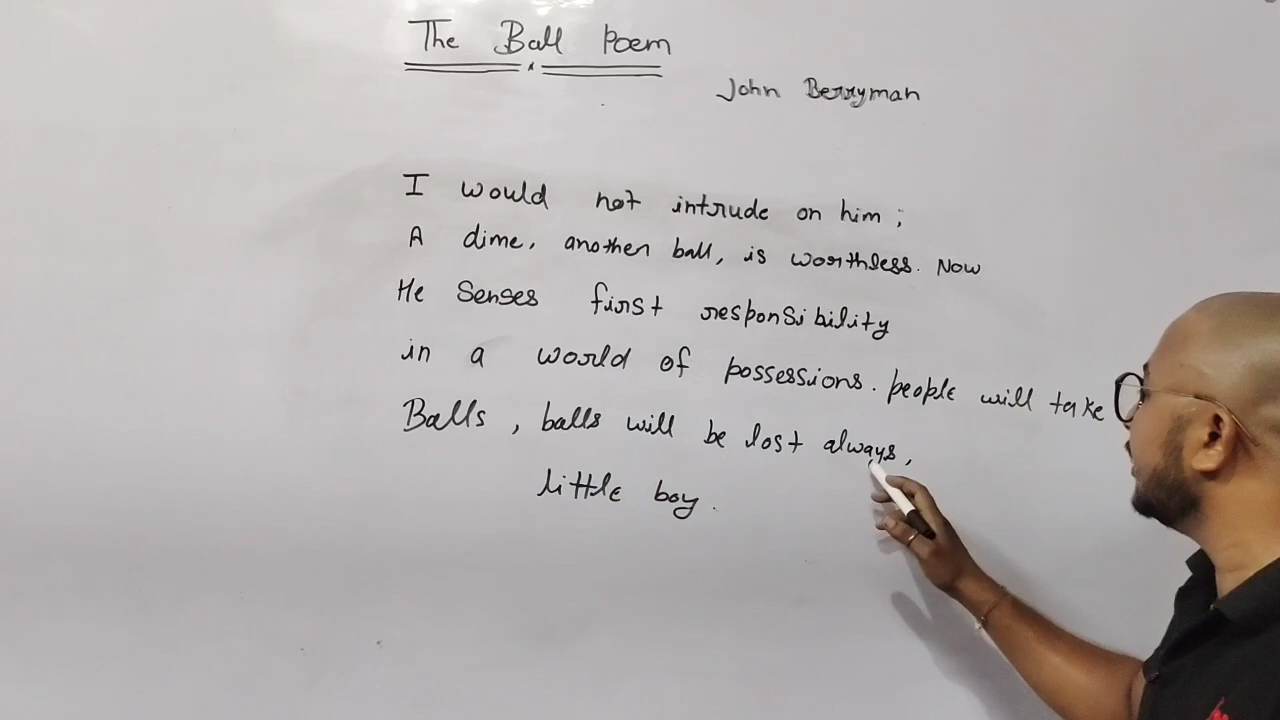 The Ball Poem
John Berryman
I would not intrude on him;
A dime, another ball, is worthless. Now
He senses first responsibility
in a world of possessions. people will take
Balls, balls will be lost always,
little boy.